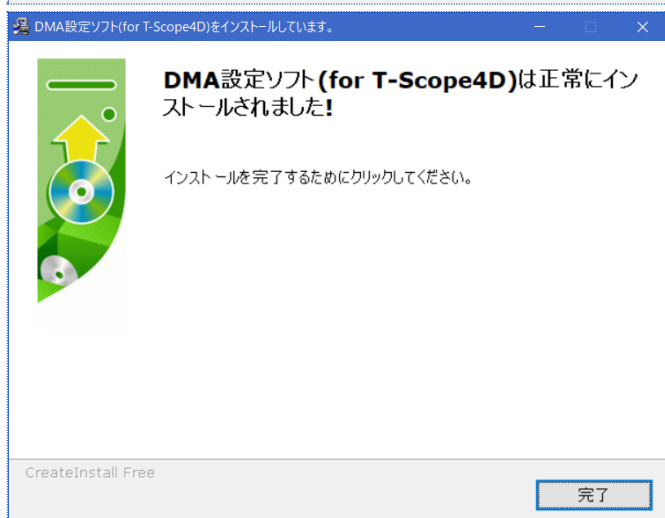 DMA設定ソフト(for T-Scope4D)をインストールしています。
DMA設定ソフト(for T-Scope4D)は正常にイン
ストールされました!
インストールを完了するためにクリックしてください。
CreateInstall Free
完了